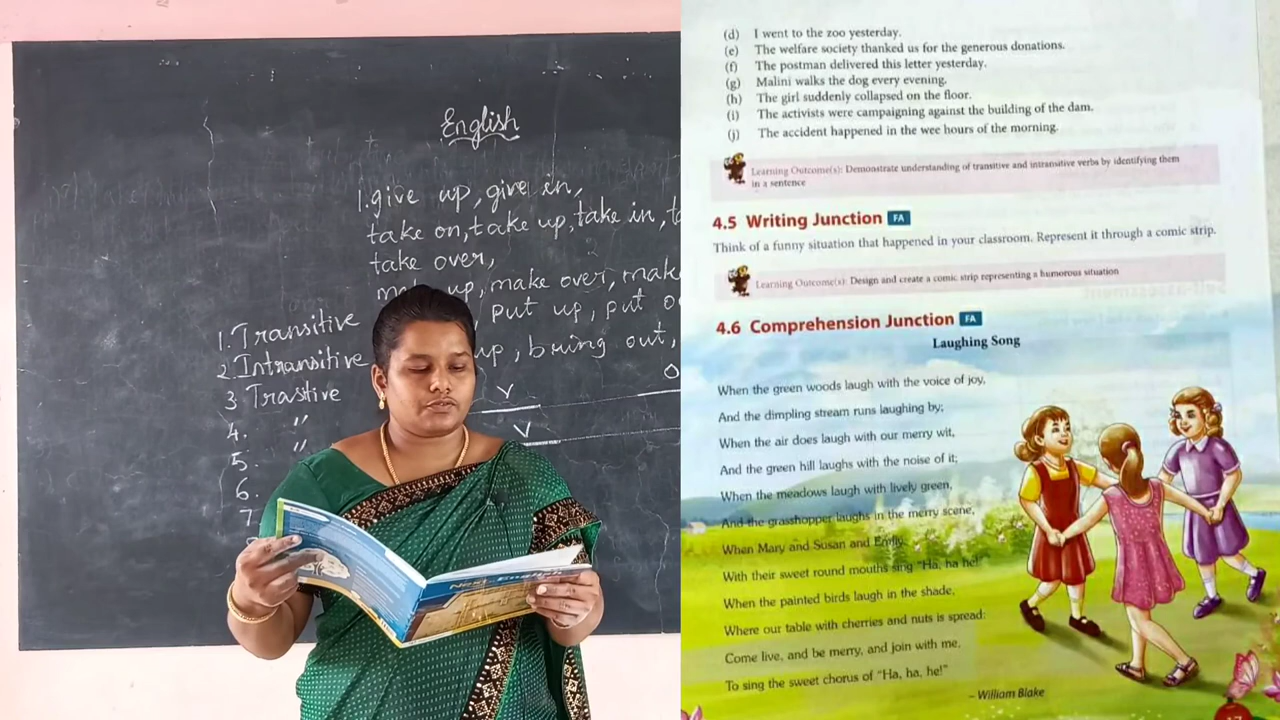 English
1. give up, give in,
take on, take up, take in,
take over,
up, make over, make
put up, put
up, bring out,
1. Transitive
2. Intransitive
3 Trasitive
4. "
5. "
6.
7
V
V
O
Next English
(d) I went to the zoo yesterday.
(e) The welfare society thanked us for the generous donations.
(f) The postman delivered this letter yesterday.
(g) Malini walks the dog every evening.
(h) The girl suddenly collapsed on the floor.
(i) The activists were campaigning against the building of the dam.
(j) The accident happened in the wee hours of the morning.
Learning Outcome(s): Demonstrate understanding of transitive and intransitive verbs by identifying them
in a sentence
4.5 Writing Junction FA
Think of a funny situation that happened in your classroom. Represent it through a comic strip.
Learning Outcome(s): Design and create a comic strip representing a humorous situation
4.6 Comprehension Junction FA
Laughing Song
When the green woods laugh with the voice of joy,
And the dimpling stream runs laughing by;
When the air does laugh with our merry wit,
And the green hill laughs with the noise of it;
When the meadows laugh with lively green,
And the grasshopper laughs in the merry scene,
When Mary and Susan and Emily
With their sweet round mouths sing "Ha, ha he!"
When the painted birds laugh in the shade,
Where our table with cherries and nuts is spread:
Come live, and be merry, and join with me,
To sing the sweet chorus of "Ha, ha, he!"
– William Blake